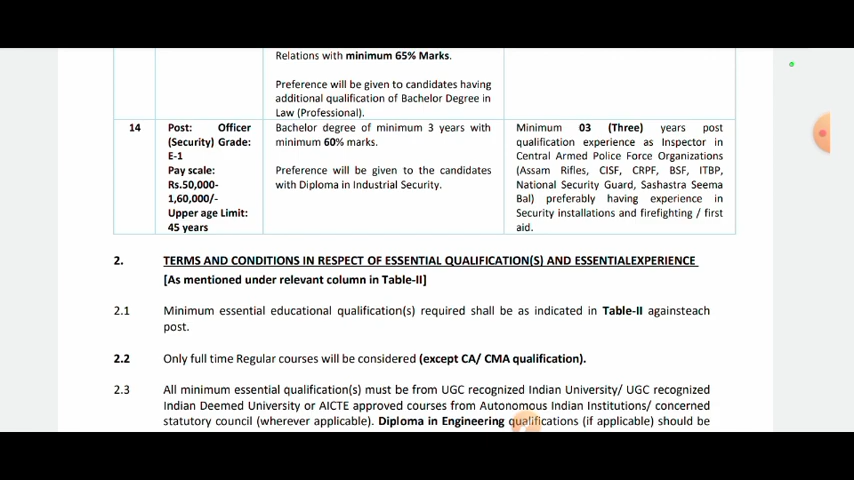 Relations with minimum 65% Marks.
Preference will be given to candidates having
additional qualification of Bachelor Degree in
Law (Professional).
14
Post: Officer
(Security) Grade:
E-1
Pay scale:
Rs.50,000-
1,60,000/-
Upper age Limit:
45 years
Bachelor degree of minimum 3 years with
minimum 60% marks.
Preference will be given to the candidates
with Diploma in Industrial Security.
Minimum 03 (Three) years post
qualification experience as Inspector in
Central Armed Police Force Organizations
(Assam Rifles, CISF, CRPF, BSF, ITBP,
National Security Guard, Sashastra Seema
Bal) preferably having experience in
Security installations and firefighting / first
aid.
2. TERMS AND CONDITIONS IN RESPECT OF ESSENTIAL QUALIFICATION(S) AND ESSENTIALEXPERIENCE
[As mentioned under relevant column in Table-II]
2.1 Minimum essential educational qualification(s) required shall be as indicated in Table-II againsteach
post.
2.2 Only full time Regular courses will be considered (except CA/ CMA qualification).
2.3 All minimum essential qualification(s) must be from UGC recognized Indian University/ UGC recognized
Indian Deemed University or AICTE approved courses from Autonomous Indian Institutions/ concerned
statutory council (wherever applicable). Diploma in Engineering qualifications (if applicable) should be